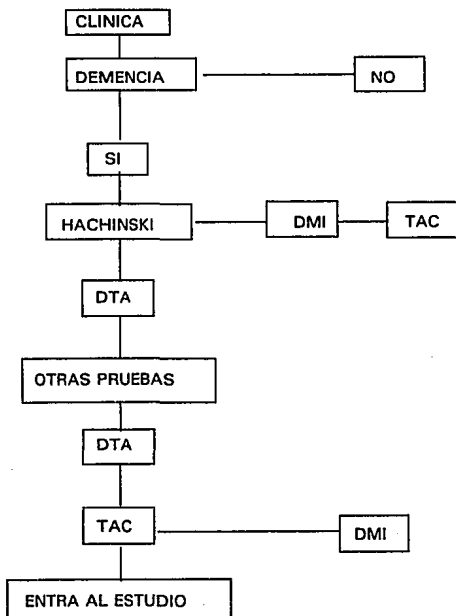 CLINICA
DEMENCIA
NO
SI
HACHINSKI
DMI
TAC
DTA
OTRAS PRUEBAS
DTA
TAC
DMI
ENTRA AL ESTUDIO